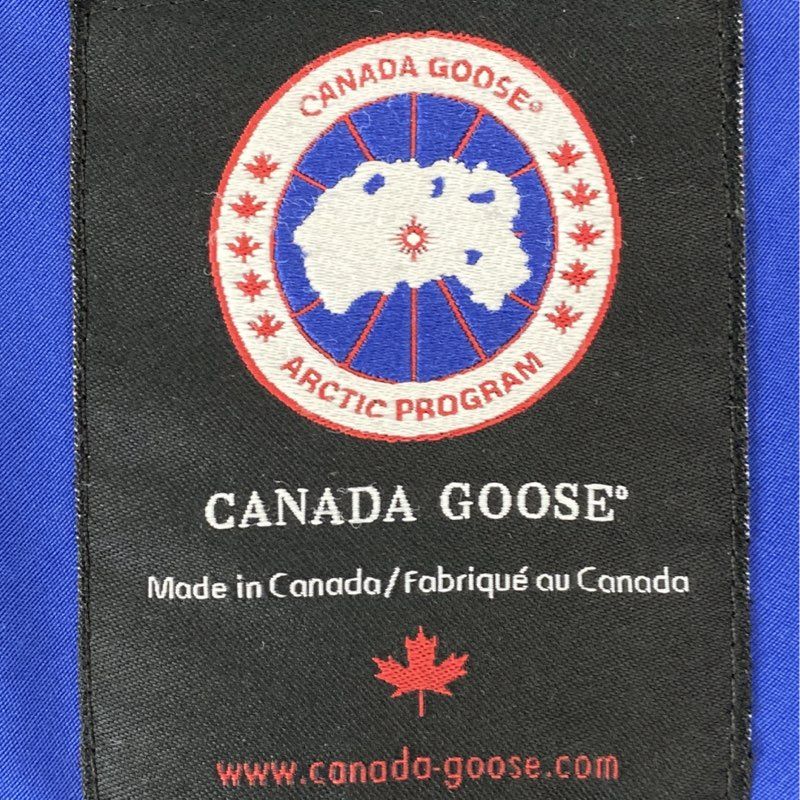 CANADA GOOSE®
ARCTIC PROGRAM
CANADA GOOSE®
Made in Canada/Fabriqué au Canada
www.canada-goose.com